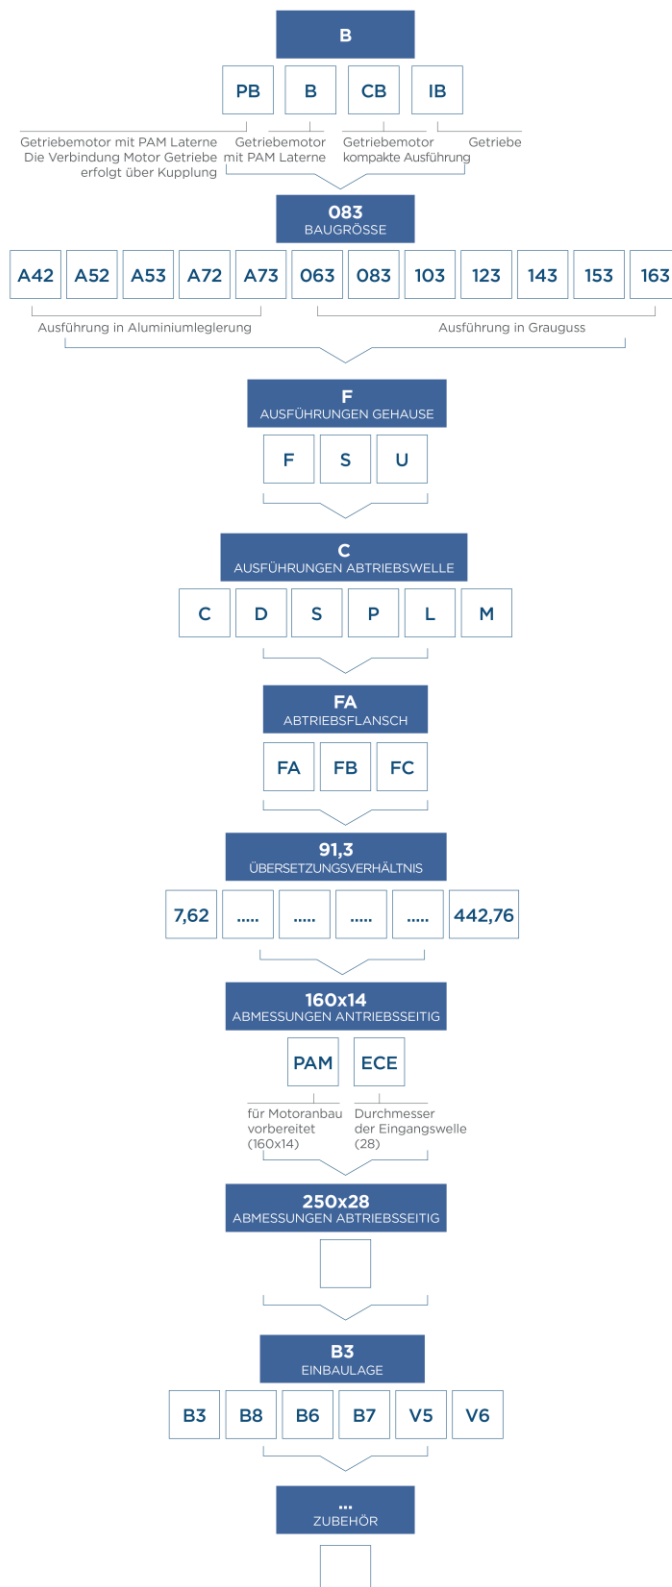 B
PB B CB IB
Getriebemotor mit PAM Laterne
Die Verbindung Motor Getriebe
erfolgt über Kupplung
Getriebemotor
mit PAM Laterne
Getriebemotor
kompakte Ausführung
Getriebe
083
BAUGRÖSSE
A42 A52 A53 A72 A73 063 083 103 123 143 153 163
Ausführung in Aluminiumleglerung
Ausführung in Grauguss
F
AUSFÜHRUNGEN GEHAUSE
F S U
C
AUSFÜHRUNGEN ABTRIEBSWELLE
C D S P L M
FA
ABTRIEBSFLANSCH
FA FB FC
91,3
ÜBERSETZUNGSVERHÄLTNIS
7,62 ..... ..... ..... ..... 442,76
160x14
ABMESSUNGEN ANTRIEBSSEITIG
PAM ECE
für Motoranbau
vorbereitet
(160x14)
Durchmesser
der Eingangswelle
(28)
250x28
ABMESSUNGEN ABTRIEBSSEITIG
B3
EINBAULAGE
B3 B8 B6 B7 V5 V6
...
ZUBEHÖR